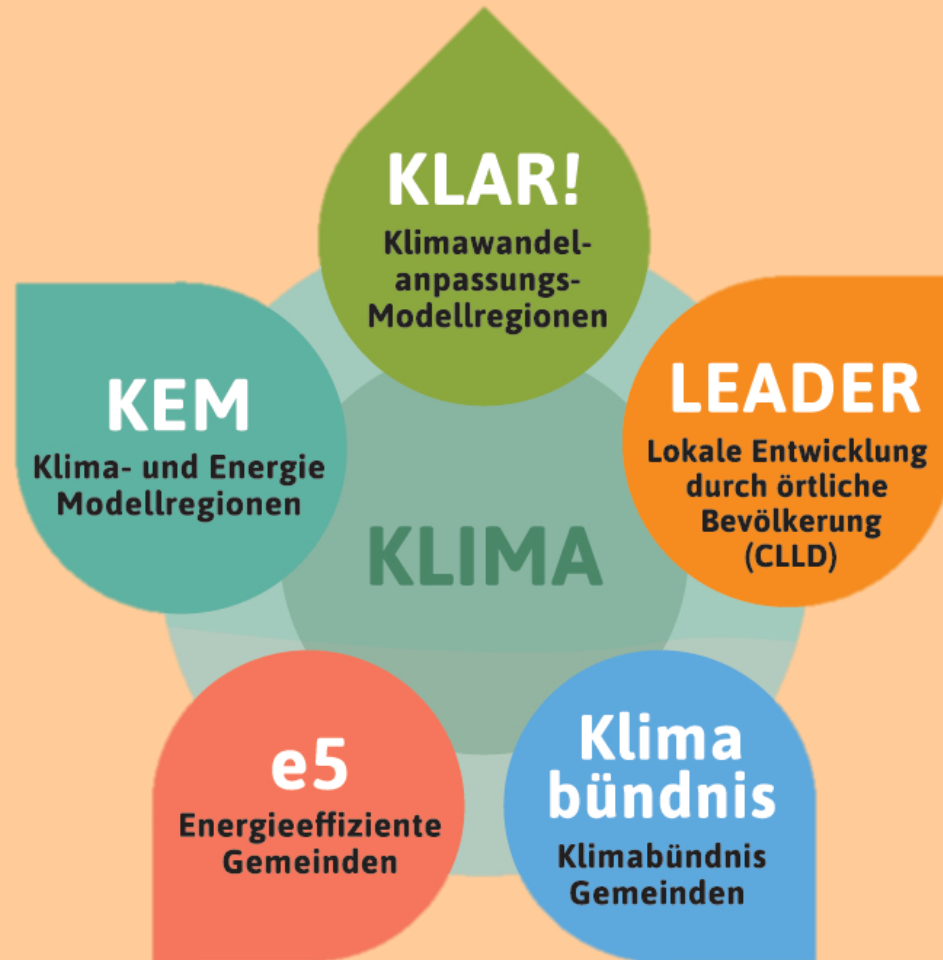 KLAR!
Klimawandel-
anpassungs-
Modellregionen
KEM
Klima- und Energie
Modellregionen
LEADER
Lokale Entwicklung
durch örtliche
Bevölkerung
(CLLD)
KLIMA
e5
Energieeffiziente
Gemeinden
Klima
bündnis
Klimabündnis
Gemeinden